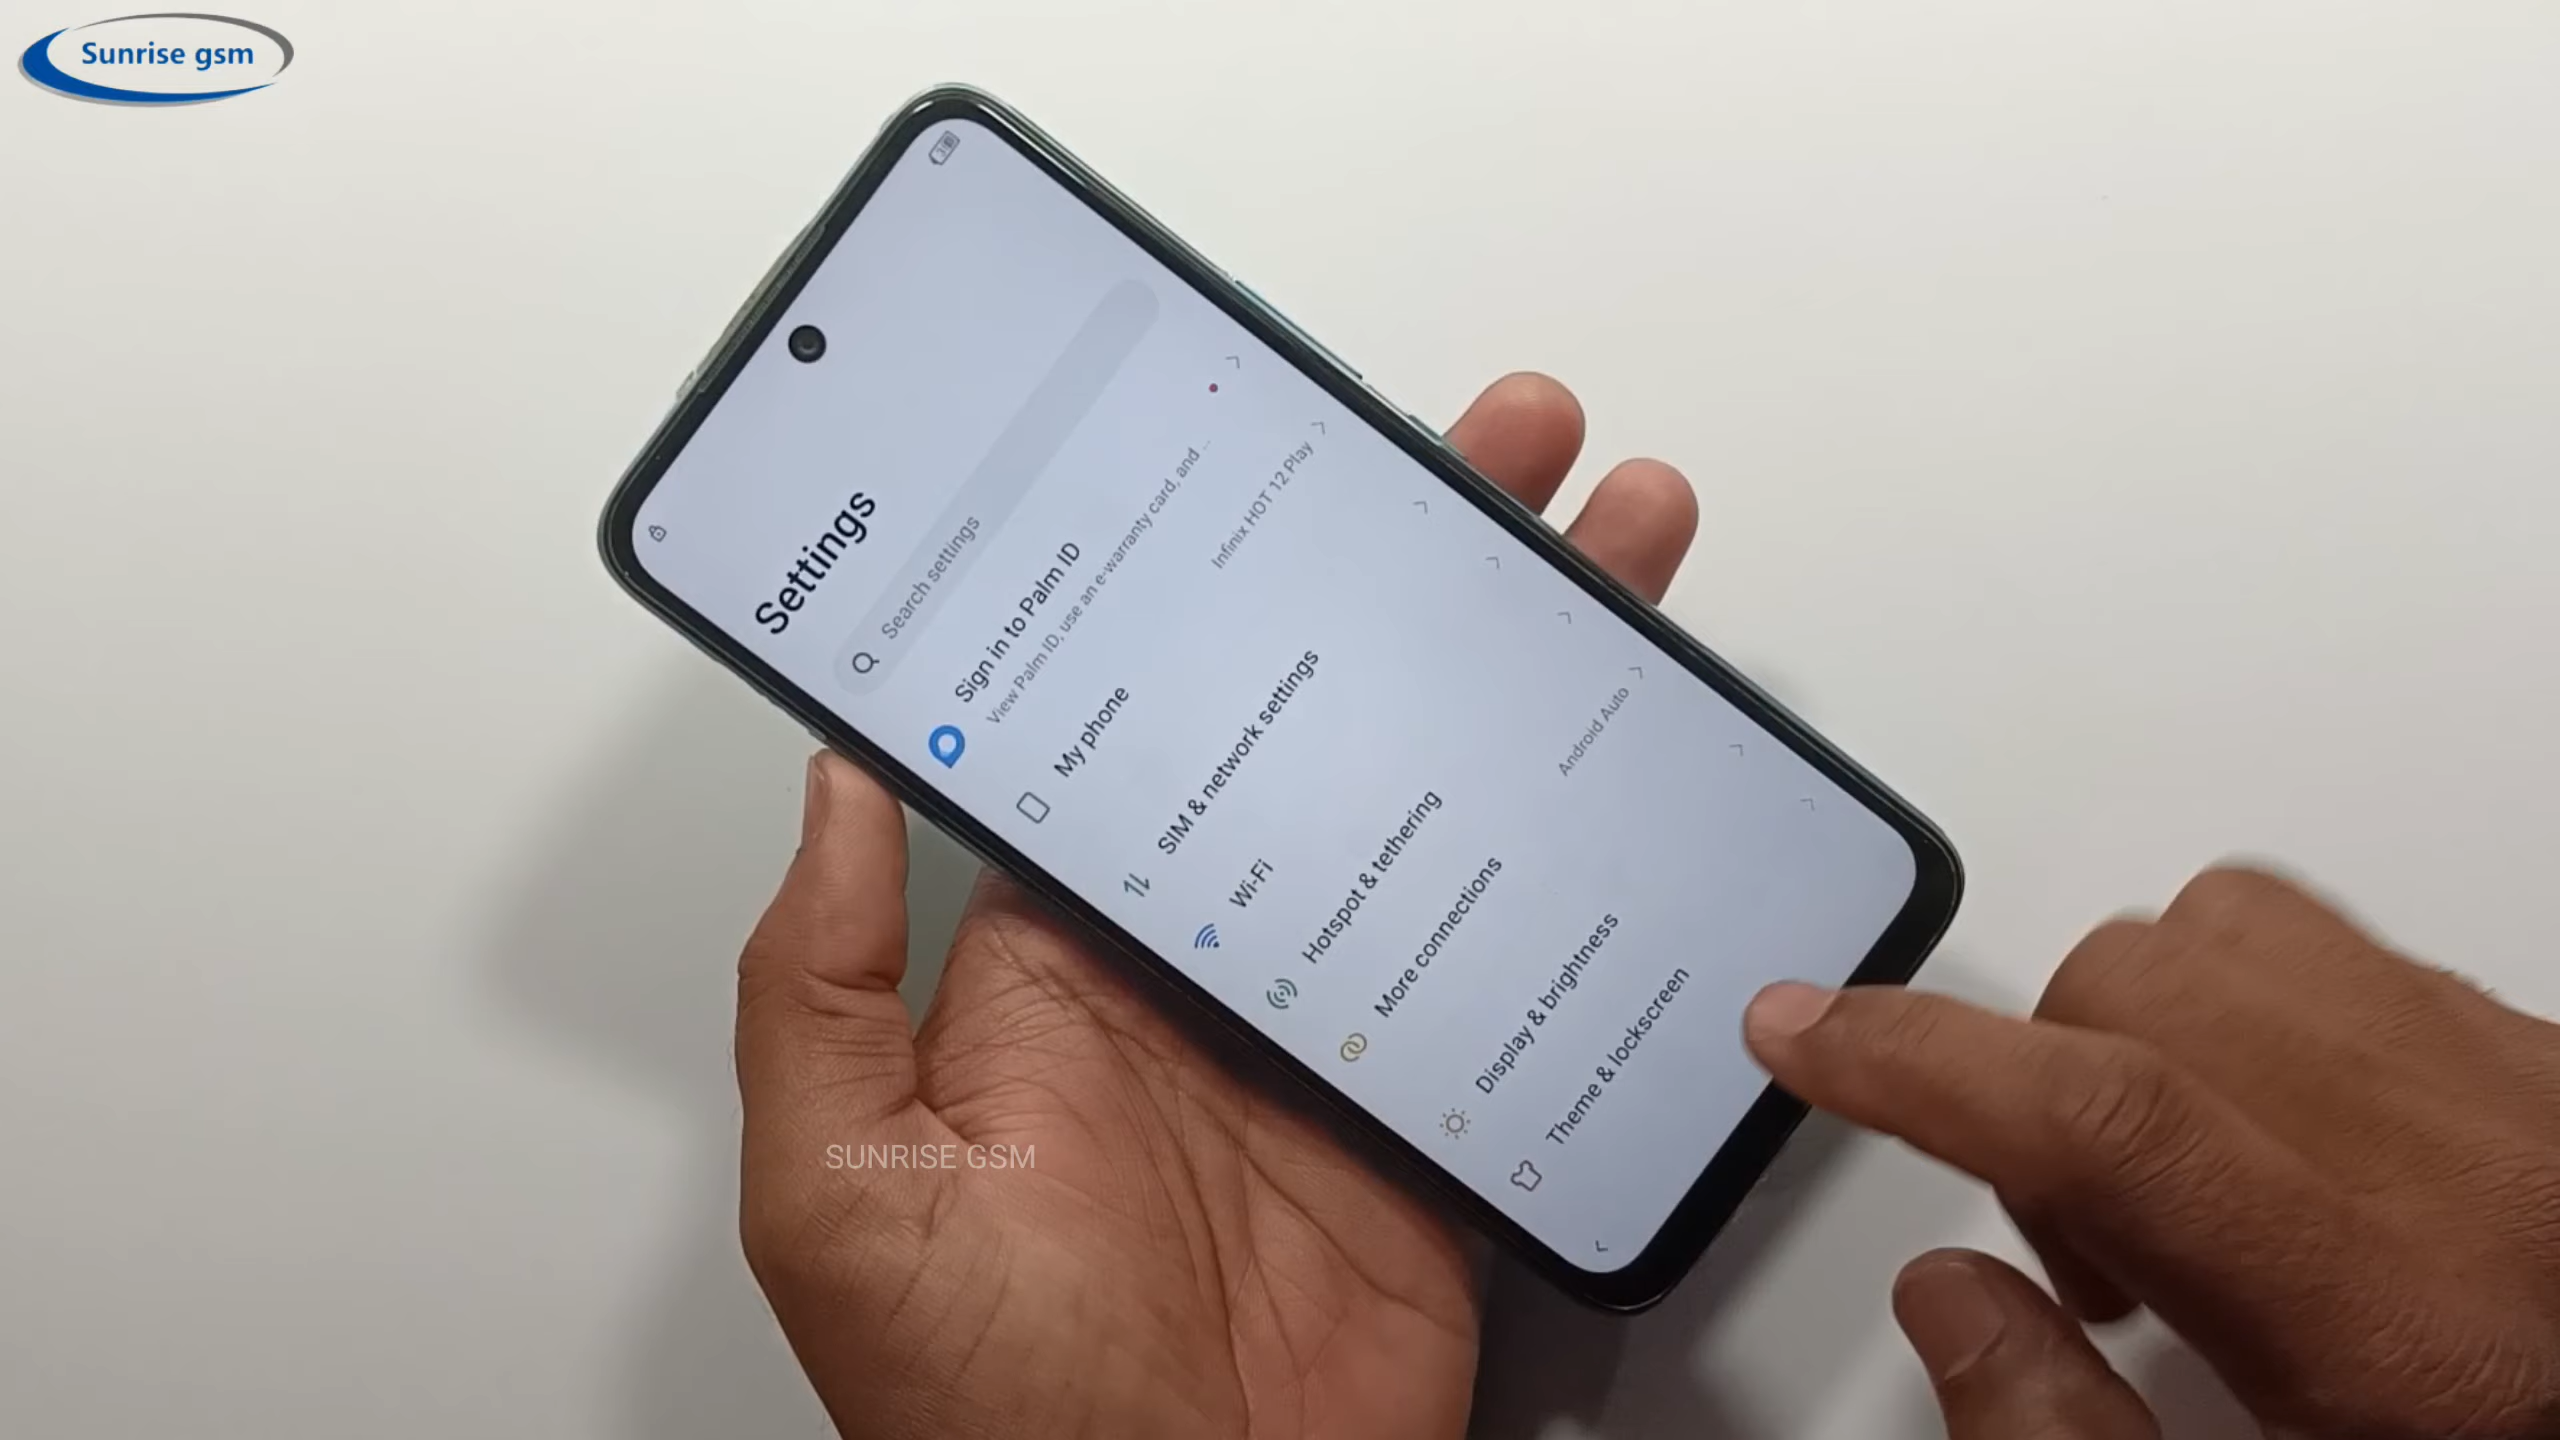 Sunrise gsm
Settings
Search settings
Sign in to Palm ID
View Palm ID, use an e-warranty card, and ...
My phone
Infinix HOT 12 Play
SIM & network settings
Wi-Fi
Hotspot & tethering
More connections
Android Auto
Display & brightness
Theme & lockscreen
SUNRISE GSM